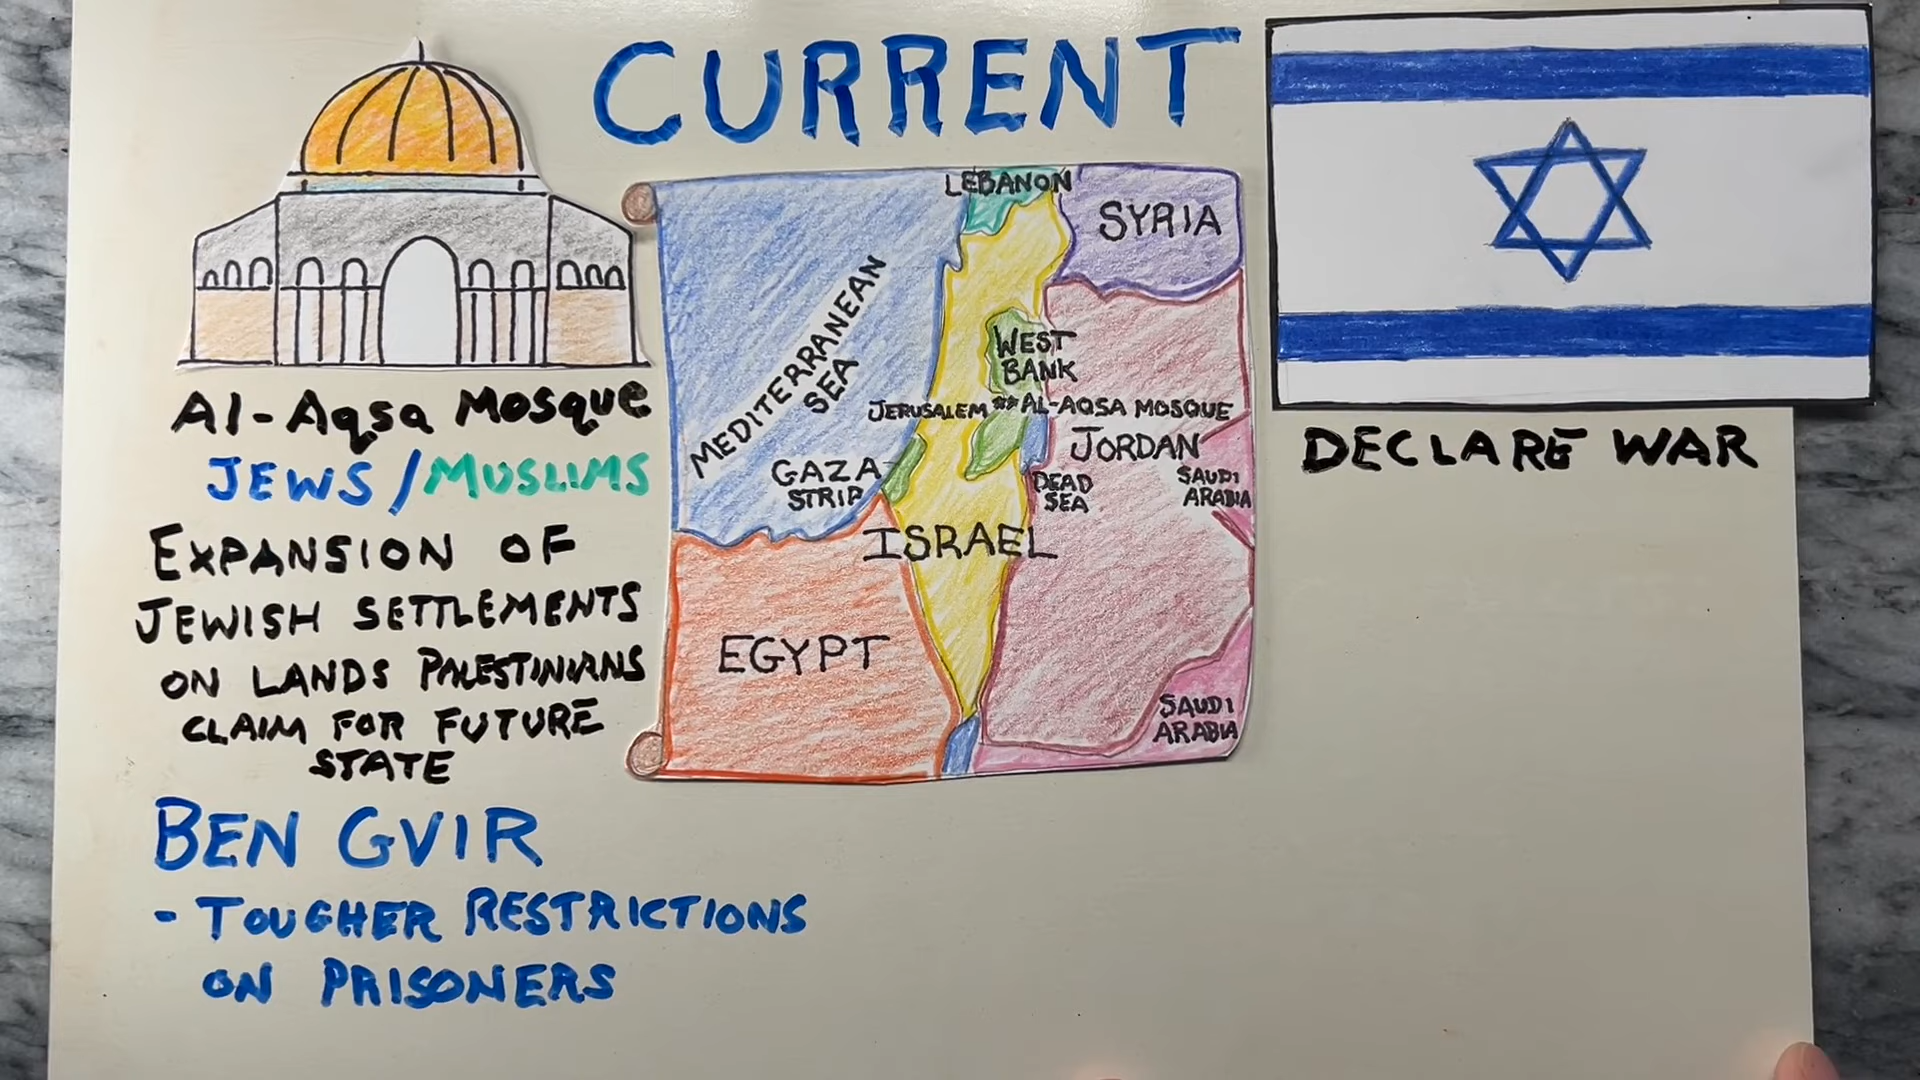 CURRENT
Al-Aqsa Mosque
JEWS/MUSLIMS
EXPANSION OF
JEWISH SETTLEMENTS
ON LANDS PALESTINIANS
CLAIM FOR FUTURE
STATE
BEN GVIR
- TOUGHER RESTRICTIONS
ON PRISONERS
LEBANON
SYRIA
MEDITERRANEAN
SEA
WEST
BANK
JERUSALEM ** AL-AQSA MOSQUE
JORDAN
GAZA
STRIP
DEAD
SEA
SAUDI
ARABIA
ISRAEL
EGYPT
SAUDI
ARABIA
DECLARE WAR